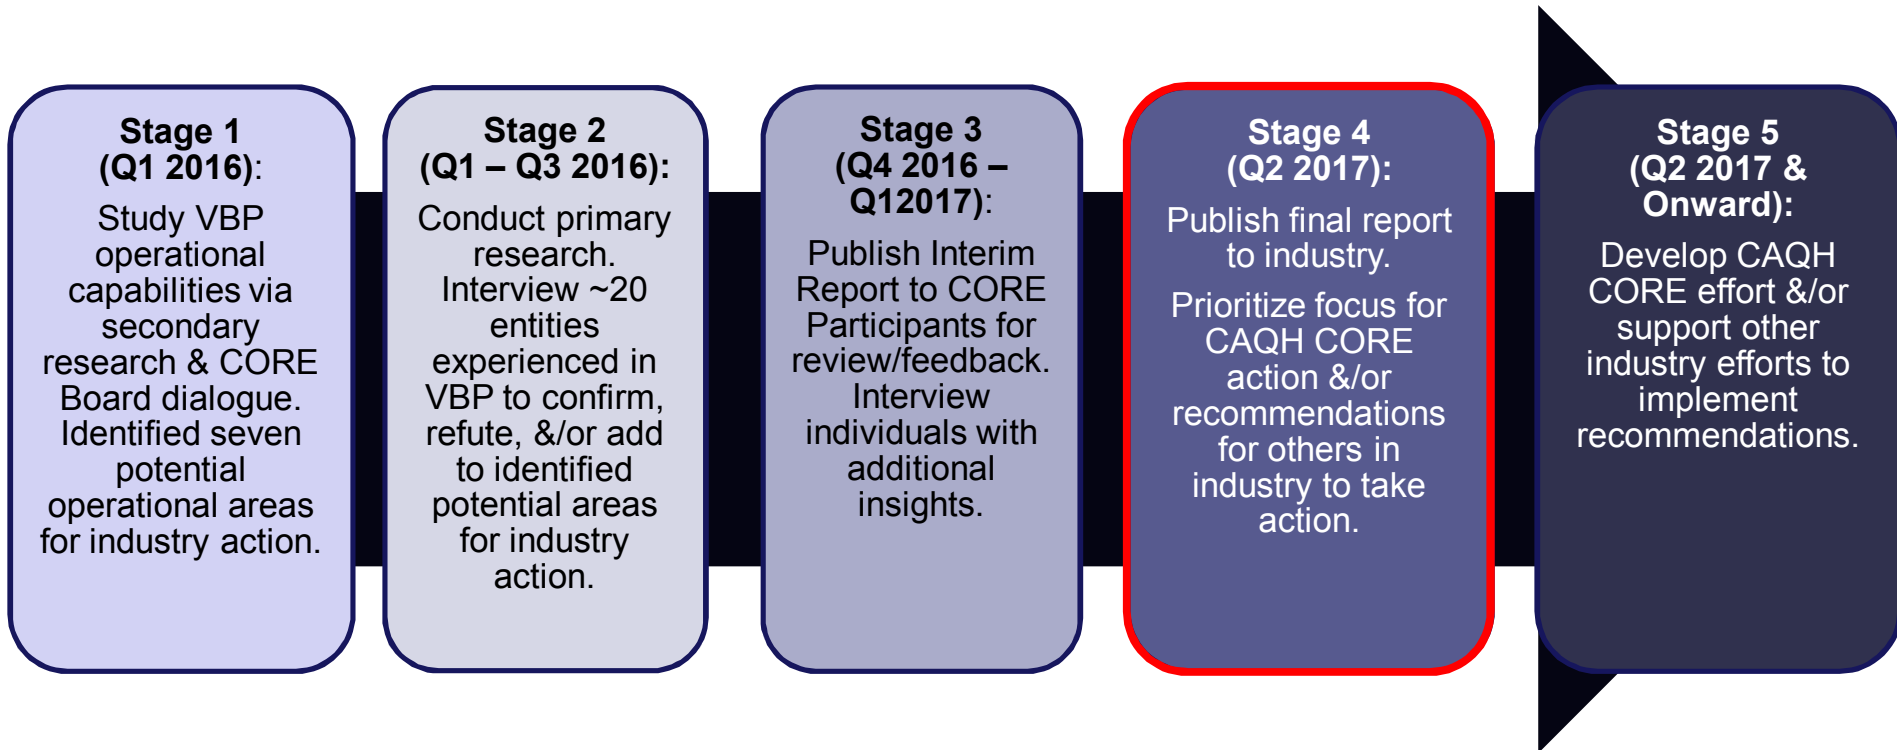 Stage 1
(Q1 2016):
Study VBP
operational
capabilities via
secondary
research & CORE
Board dialogue.
Identified seven
potential
operational areas
for industry action.
Stage 2
(Q1 – Q3 2016):
Conduct primary
research.
Interview ~20
entities
experienced in
VBP to confirm,
refute, &/or add
to identified
potential areas
for industry
action.
Stage 3
(Q4 2016 –
Q12017):
Publish Interim
Report to CORE
Participants for
review/feedback.
Interview
individuals with
additional
insights.
Stage 4
(Q2 2017):
Publish final report
to industry.
Prioritize focus for
CAQH CORE
action &/or
recommendations
for others in
industry to take
action.
Stage 5
(Q2 2017 &
Onward):
Develop CAQH
CORE effort &/or
support other
industry efforts to
implement
recommendations.